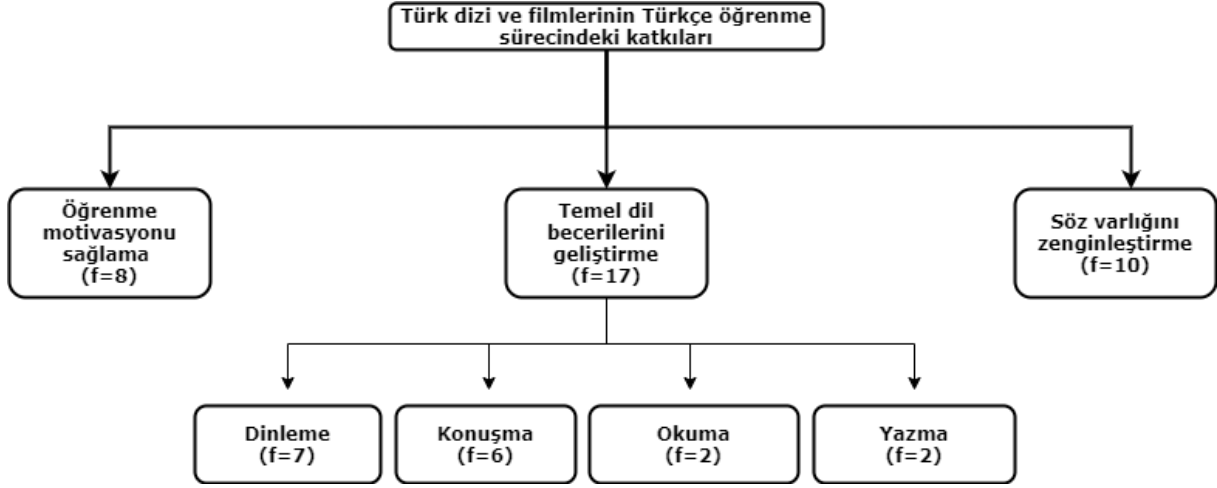 Türk dizi ve filmlerinin Türkçe öğrenme
sürecindeki katkıları
Öğrenme
motivasyonu
sağlama
(f=8)
Temel dil
becerilerini
geliştirme
(f=17)
Söz varlığını
zenginleştirme
(f=10)
Dinleme
(f=7)
Konuşma
(f=6)
Okuma
(f=2)
Yazma
(f=2)